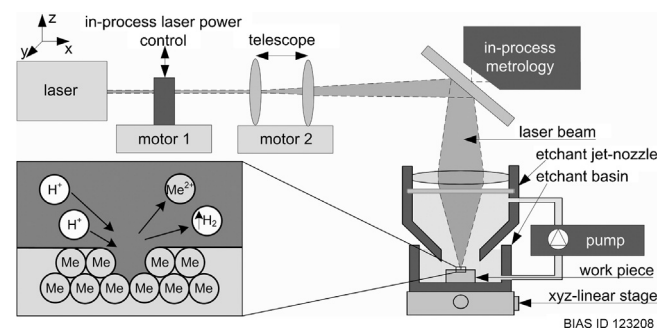 z
x
y
in-process laser power
control
telescope
in-process
metrology
laser
motor 1
motor 2
laser beam
etchant jet-nozzle
etchant basin
H+
Me2+
H+
H2
Me Me Me Me
Me Me Me Me Me Me
pump
work piece
xyz-linear stage
BIAS ID 123208